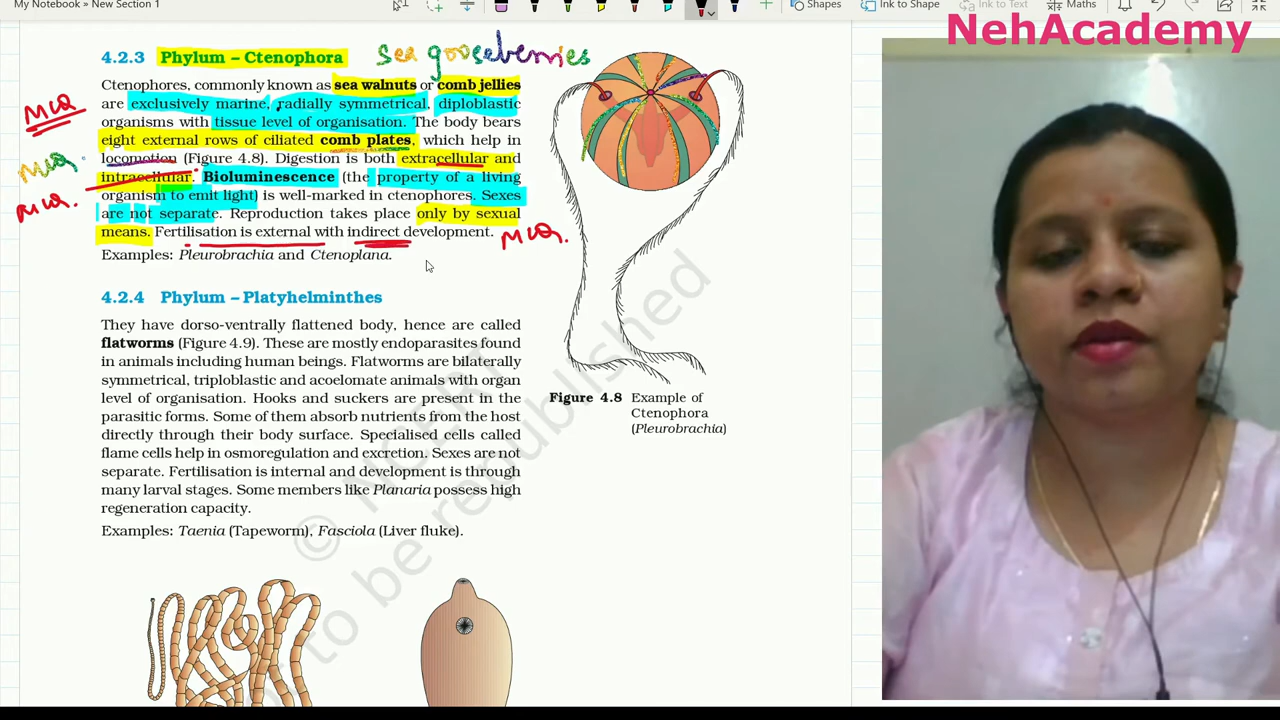 My Notebook » New Section 1
Shapes
Ink to Shape
Ink to Text
Maths
Replay
NehAcademy
4.2.3 Phylum – Ctenophora
Sea gooseberries
Ctenophores, commonly known as sea walnuts or comb jellies
are exclusively marine, radially symmetrical, diploblastic
organisms with tissue level of organisation. The body bears
eight external rows of ciliated comb plates, which help in
locomotion (Figure 4.8). Digestion is both extracellular and
intracellular. Bioluminescence (the property of a living
organism to emit light) is well-marked in ctenophores. Sexes
are not separate. Reproduction takes place only by sexual
means. Fertilisation is external with indirect development.
Examples: Pleurobrachia and Ctenoplana.
MCQ
MCQ
MCQ.
MCQ.
4.2.4 Phylum – Platyhelminthes
They have dorso-ventrally flattened body, hence are called
flatworms (Figure 4.9). These are mostly endoparasites found
in animals including human beings. Flatworms are bilaterally
symmetrical, triploblastic and acoelomate animals with organ
level of organisation. Hooks and suckers are present in the
parasitic forms. Some of them absorb nutrients from the host
directly through their body surface. Specialised cells called
flame cells help in osmoregulation and excretion. Sexes are not
separate. Fertilisation is internal and development is through
many larval stages. Some members like Planaria possess high
regeneration capacity.
Examples: Taenia (Tapeworm), Fasciola (Liver fluke).
Figure 4.8 Example of
Ctenophora
(Pleurobrachia)
© NCERT
not to be republished